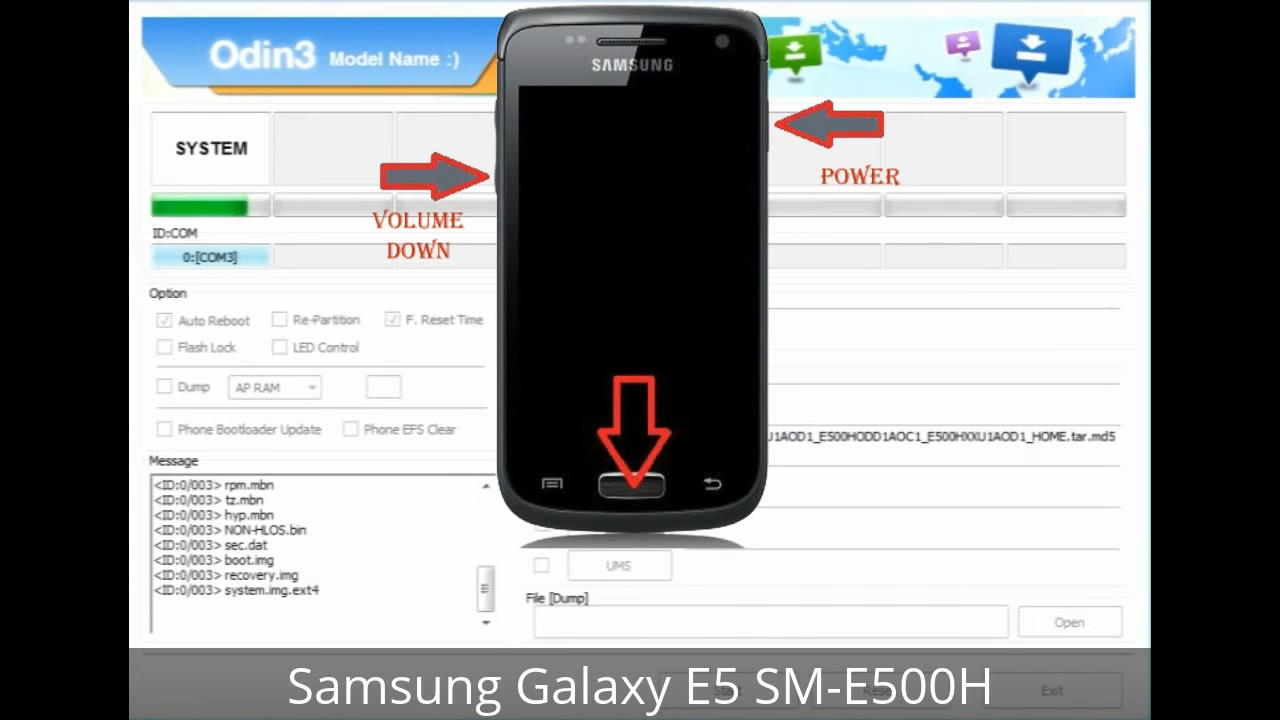 Odin3 Model Name :)
SAMSUNG
SYSTEM
POWER
VOLUME
DOWN
ID:COM
0:[COM3]
Option
Auto Reboot
Re-Partition
F. Reset Time
Flash Lock
LED Control
Dump
AP RAM
Phone Bootloader Update
Phone EFS Clear
U1AOD1_E500HODD1AOC1_E500HXXU1AOD1_HOME.tar.md5
Message
<ID:0/003> rpm.mbn
<ID:0/003> tz.mbn
<ID:0/003> hyp.mbn
<ID:0/003> NON-HLOS.bin
<ID:0/003> sec.dat
<ID:0/003> boot.img
<ID:0/003> recovery.img
<ID:0/003> system.img.ext4
UMS
File [Dump]
Open
Start
Reset
Exit
Samsung Galaxy E5 SM-E500H